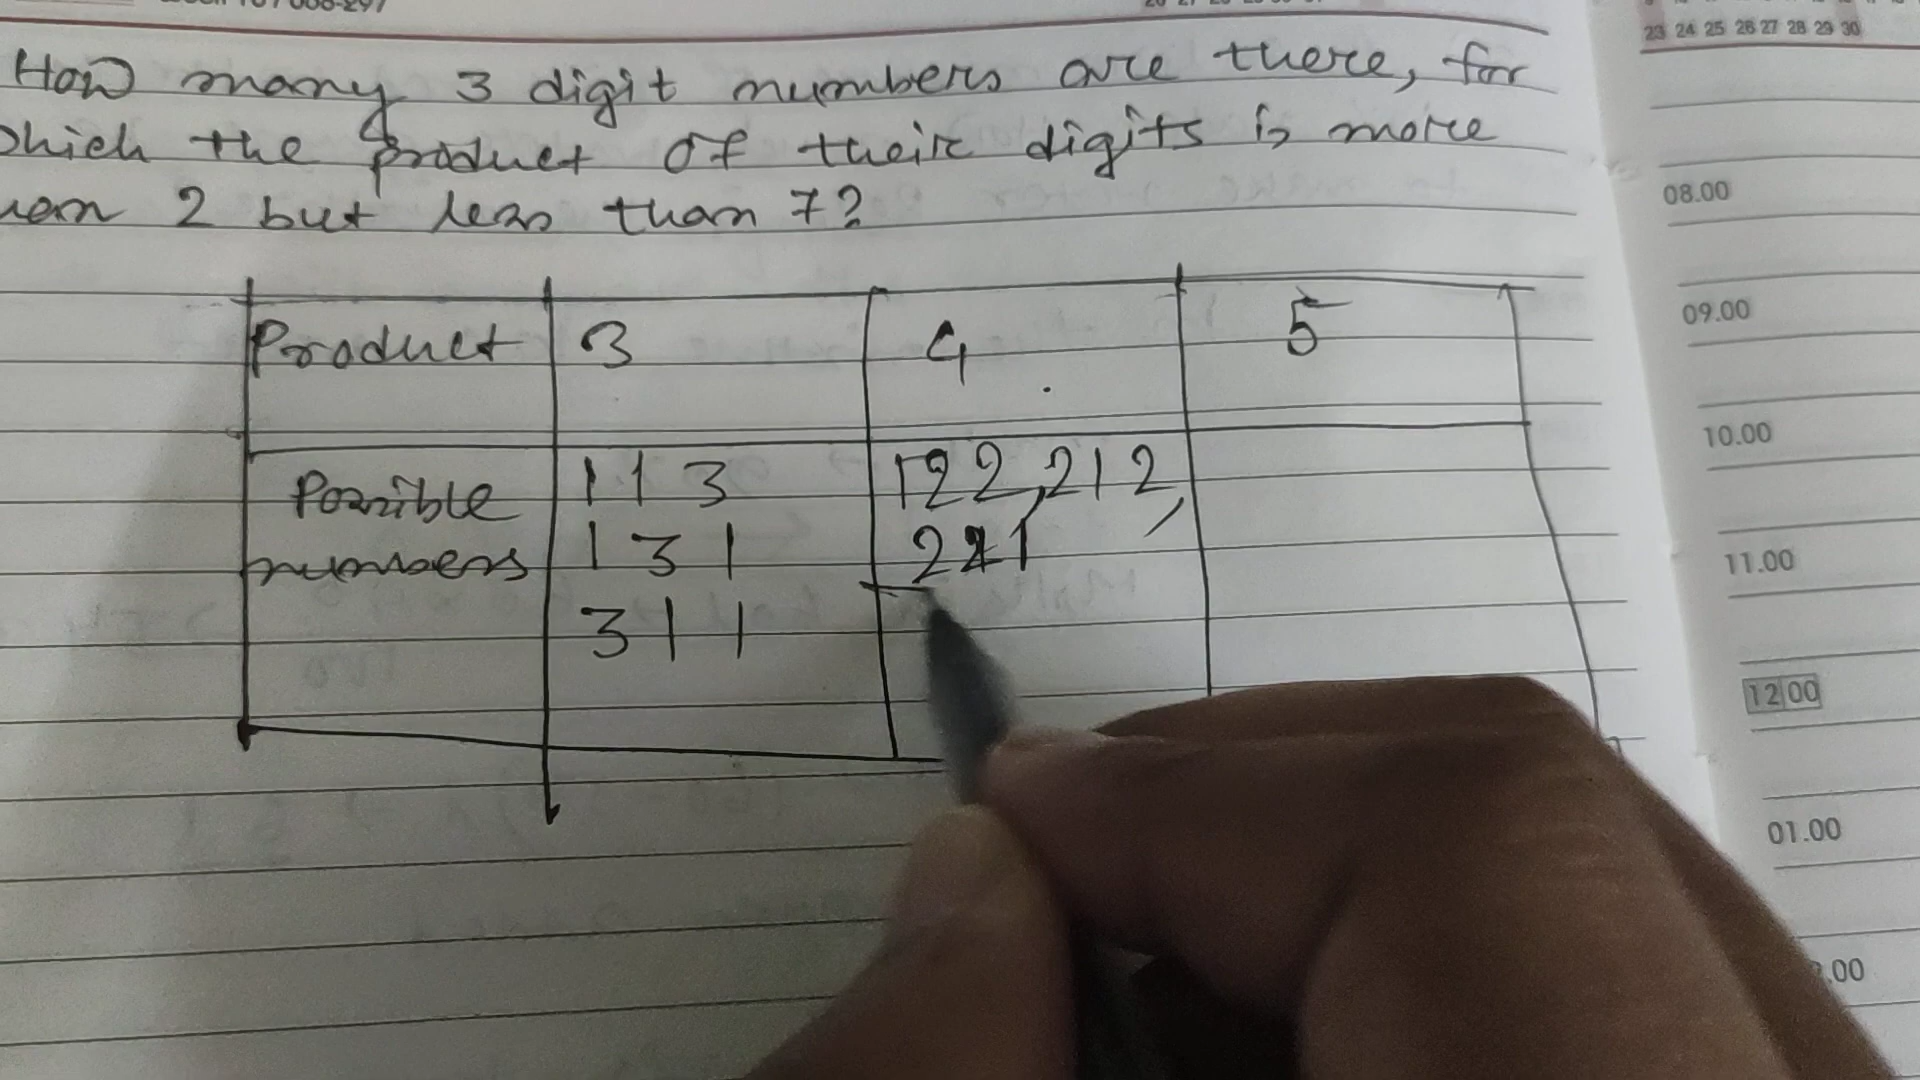 How many 3 digit numbers are there, for
which the product of their digits is more
2 but less than 7?
Product 3 4 5
Possible numbers
113
131
311
122, 212,
221
23 24 25 26 27 28 29 30
08.00
09.00
10.00
11.00
12 00
01.00
.00